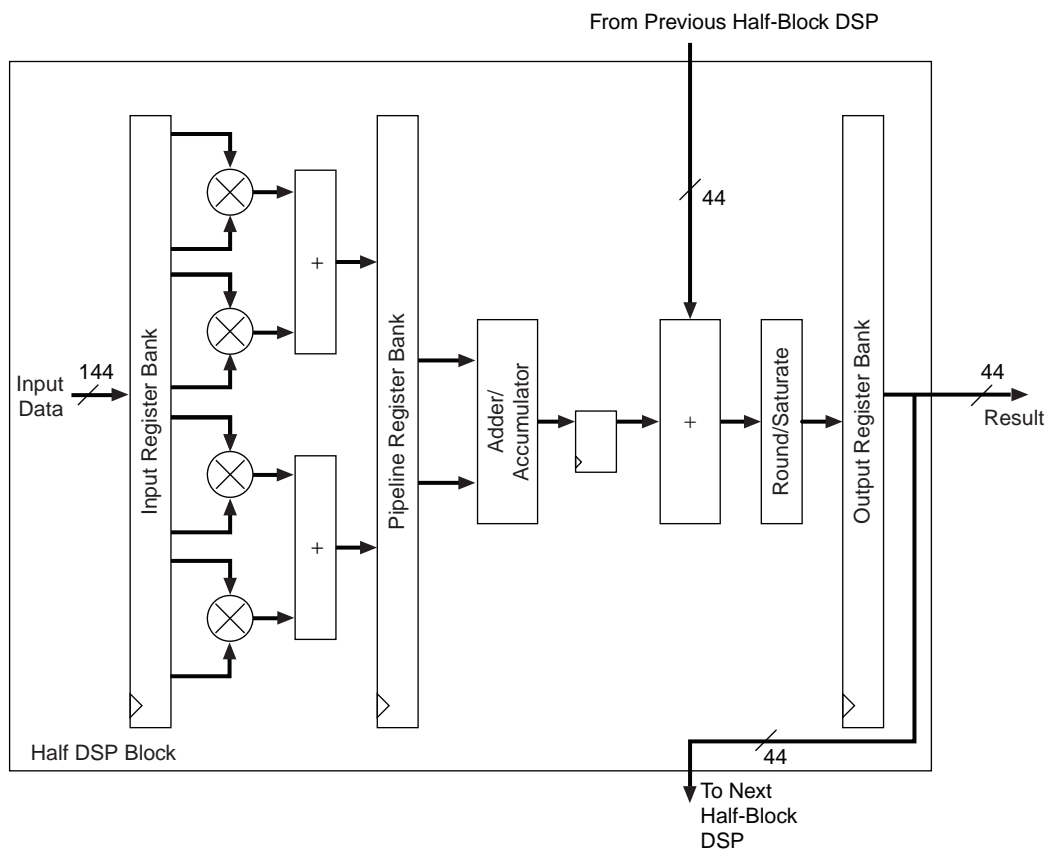 From Previous Half-Block DSP
44
Input Register Bank
+
Pipeline Register Bank
Input
Data
144
Adder/
Accumulator
+
Round/Saturate
Output Register Bank
44
Result
+
Half DSP Block
44
To Next
Half-Block
DSP